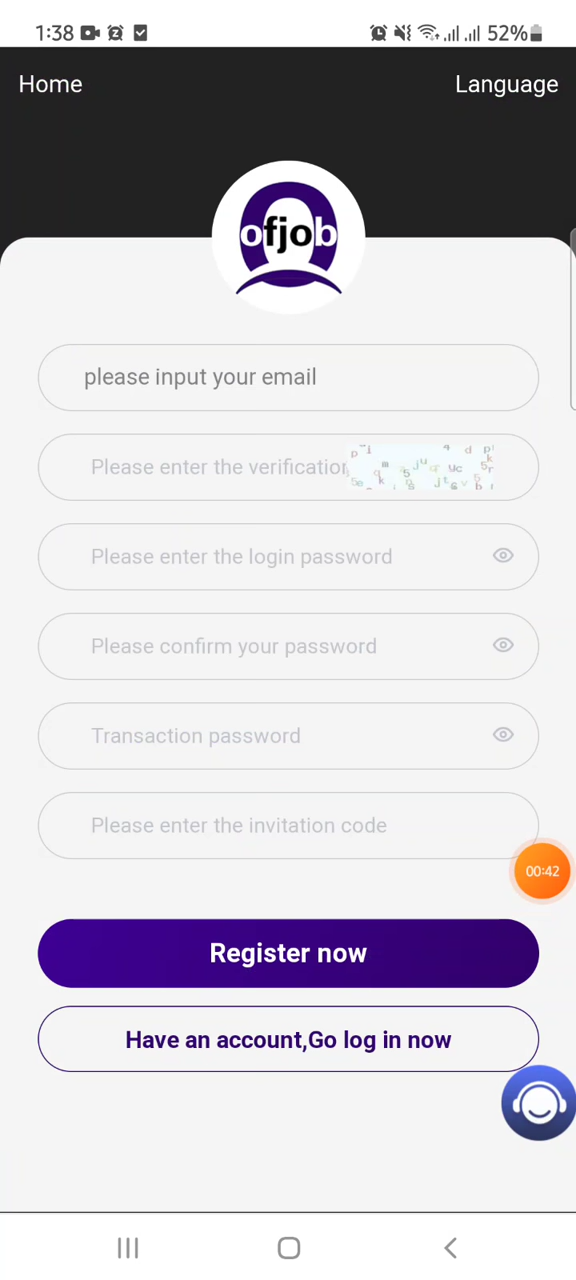 1:38 52%
Home Language
ofjob
please input your email
Please enter the verification
Please enter the login password
Please confirm your password
Transaction password
Please enter the invitation code
00:42
Register now
Have an account,Go log in now